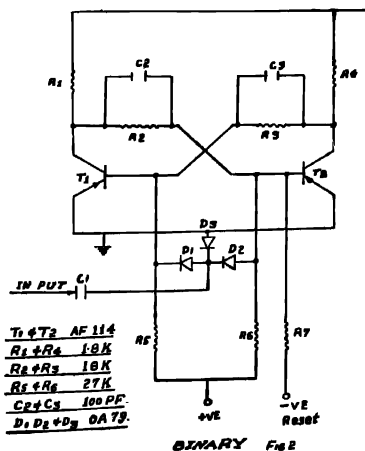 C2
C3
R1
R4
R2
R3
T1
T2
D3
D1
D2
IN PUT
C1
R5
R6
R7
T1 & T2 AF 114
R1 & R4 1.8K
R2 & R3 18K
R5 & R6 27K
C2 & C3 100 PF.
D1 D2 & D3 OA 79.
+VE
-VE
Reset
BINARY FIG 2